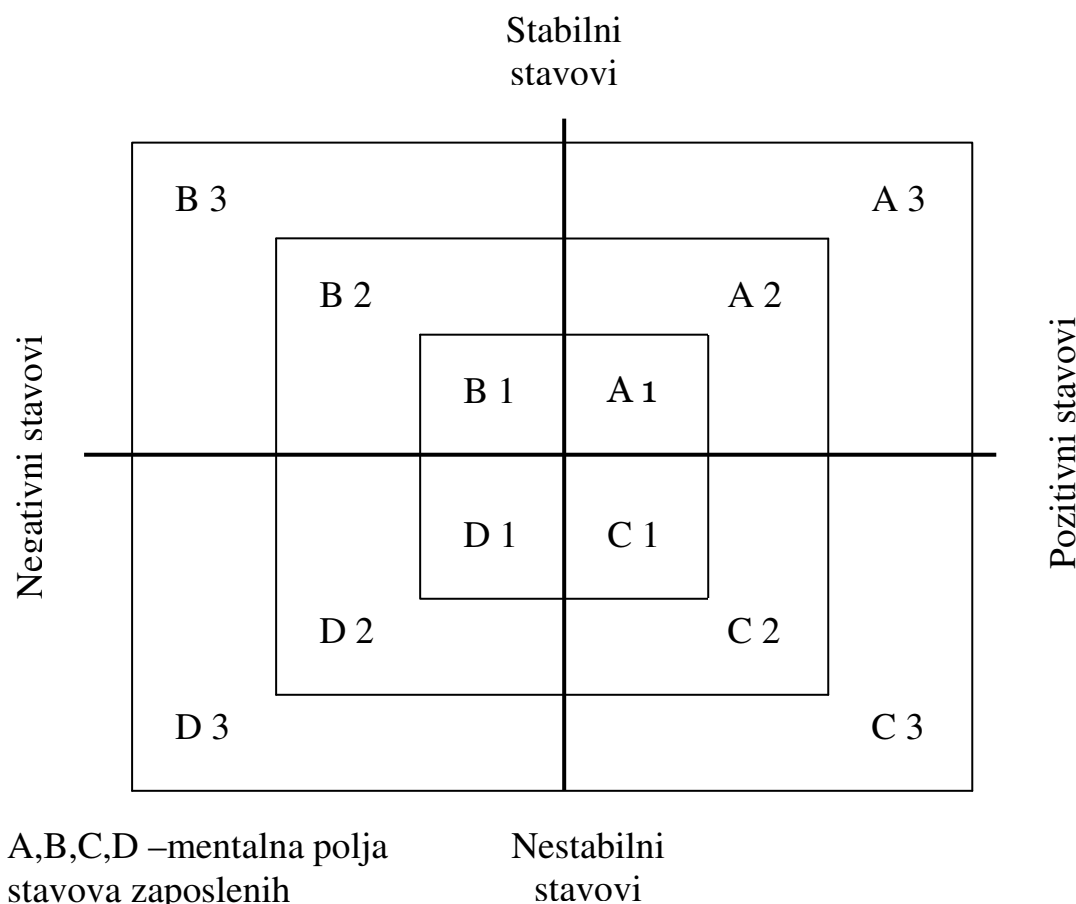 Stabilni
stavovi
B 3
A 3
B 2
A 2
B 1
A 1
Negativni stavovi
Pozitivni stavovi
D 1
C 1
D 2
C 2
D 3
C 3
A,B,C,D –mentalna polja
stavova zaposlenih
Nestabilni
stavovi